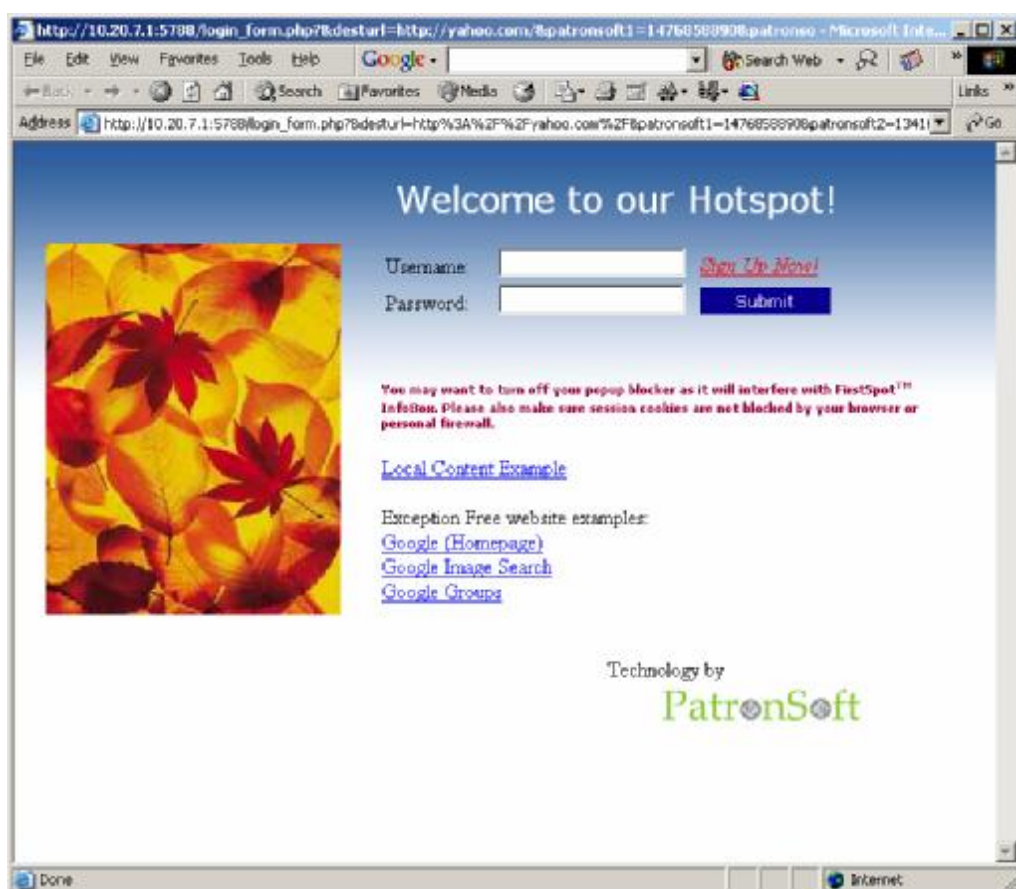 http://10.20.7.1:5788/login_form.php?&desturl=http://yahoo.com/&patronsoft1=1476858890&patronso - Microsoft Inte...
File Edit View Favorites Tools Help Google Search Web »
Back Search Favorites Media Links »
Address http://10.20.7.1:5788/login_form.php?&desturl=http%3A%2F%2Fyahoo.com%2F&patronsoft1=1476858890&patronsoft2=1341 Go
Welcome to our Hotspot!
Username: Sign Up Now!
Password: Submit
You may want to turn off your popup blocker as it will interfere with FirstSpot™
InfoBox. Please also make sure session cookies are not blocked by your browser or
personal firewall.
Local Content Example
Exception Free website examples:
Google (Homepage)
Google Image Search
Google Groups
Technology by
PatronSoft
Done Internet